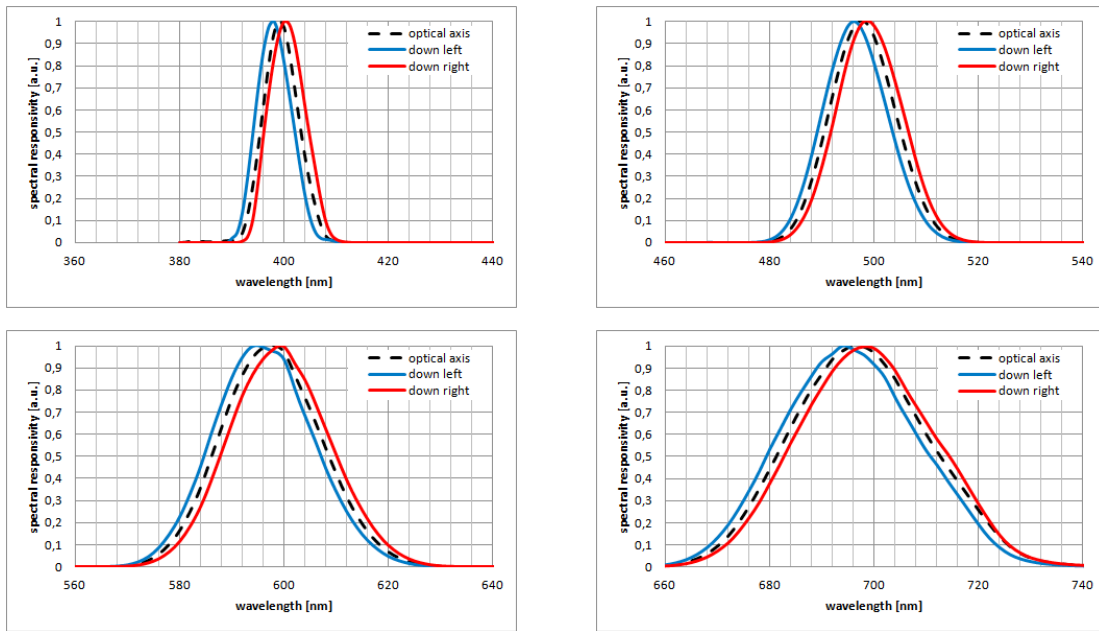 spectral responsivity [a.u.]
1
0,9
0,8
0,7
0,6
0,5
0,4
0,3
0,2
0,1
0
360 380 400 420 440
wavelength [nm]
optical axis
down left
down right
spectral responsivity [a.u.]
1
0,9
0,8
0,7
0,6
0,5
0,4
0,3
0,2
0,1
0
460 480 500 520 540
wavelength [nm]
optical axis
down left
down right
spectral responsivity [a.u.]
1
0,9
0,8
0,7
0,6
0,5
0,4
0,3
0,2
0,1
0
560 580 600 620 640
wavelength [nm]
optical axis
down left
down right
spectral responsivity [a.u.]
1
0,9
0,8
0,7
0,6
0,5
0,4
0,3
0,2
0,1
0
660 680 700 720 740
wavelength [nm]
optical axis
down left
down right